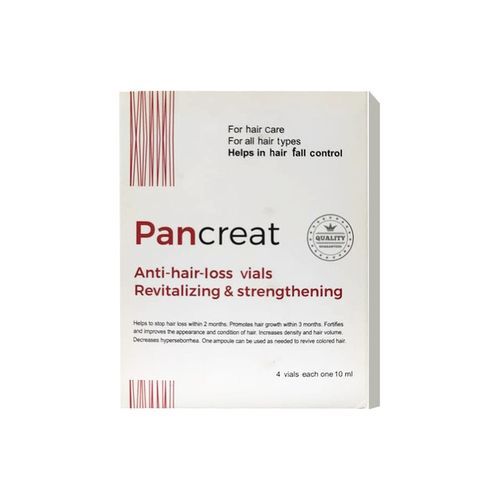 For hair care
For all hair types
Helps in hair fall control
Pancreat
QUALITY
GUARANTEED
Anti-hair-loss vials
Revitalizing & strengthening
Helps to stop hair loss within 2 months. Promotes hair growth within 3 months. Fortifies
and improves the appearance and condition of hair. Increases density and hair volume.
Decreases hyperseborrhea. One ampoule can be used as needed to revive colored hair.
4 vials each one 10 ml